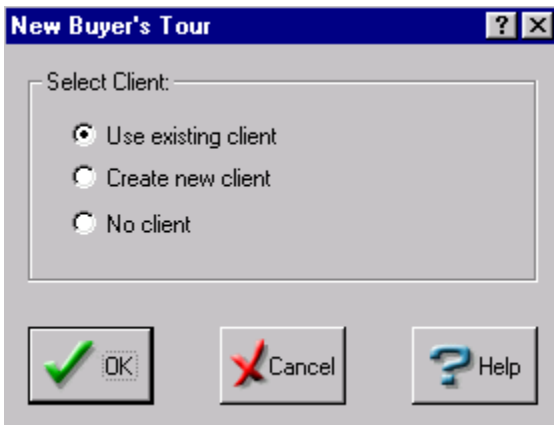 New Buyer's Tour
Select Client:
Use existing client
Create new client
No client
OK Cancel Help